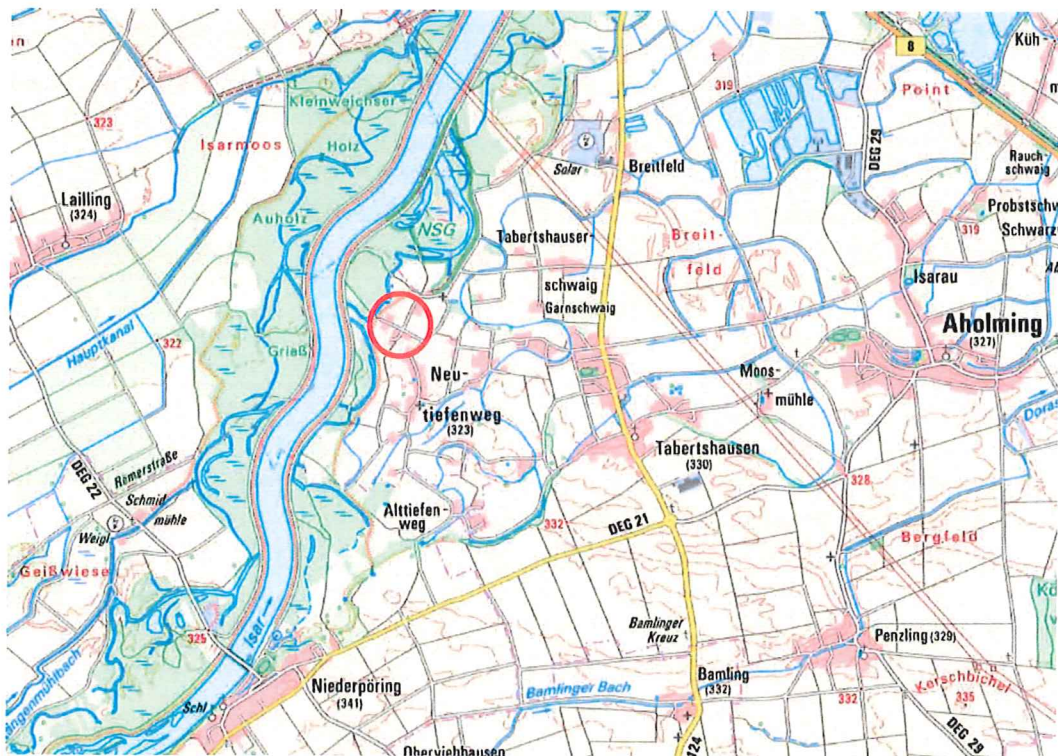 8
Küh
Kleinweichser
319
Point
323
Isarmoos
Holz
DEG 29
Solar
Breitfeld
Rauch-
schwaig
Lailling
(324)
Auholz
NSG
Tabertshauser-
Breit-
Probstschw
319
Schwarz
feld
schwaig
Garnschwaig
Isarau
Hauptkanal
322
Grieß
Aholming
(327)
Neu-
Moos-
mühle
tiefenweg
(323)
DEG 22
Römerstraße
Tabertshausen
(330)
328
Schmid
mühle
Alttiefen-
weg
332
DEG 21
Weigl
Bergfeld
Geißwiese
Isar
325
Bamlinger
Kreuz
Penzling (329)
Niederpöring
(341)
Bamling
(332)
332
Kerschbichel
335
Schl
Bamlinger Bach
DEG 29
Oberviehhausen
124